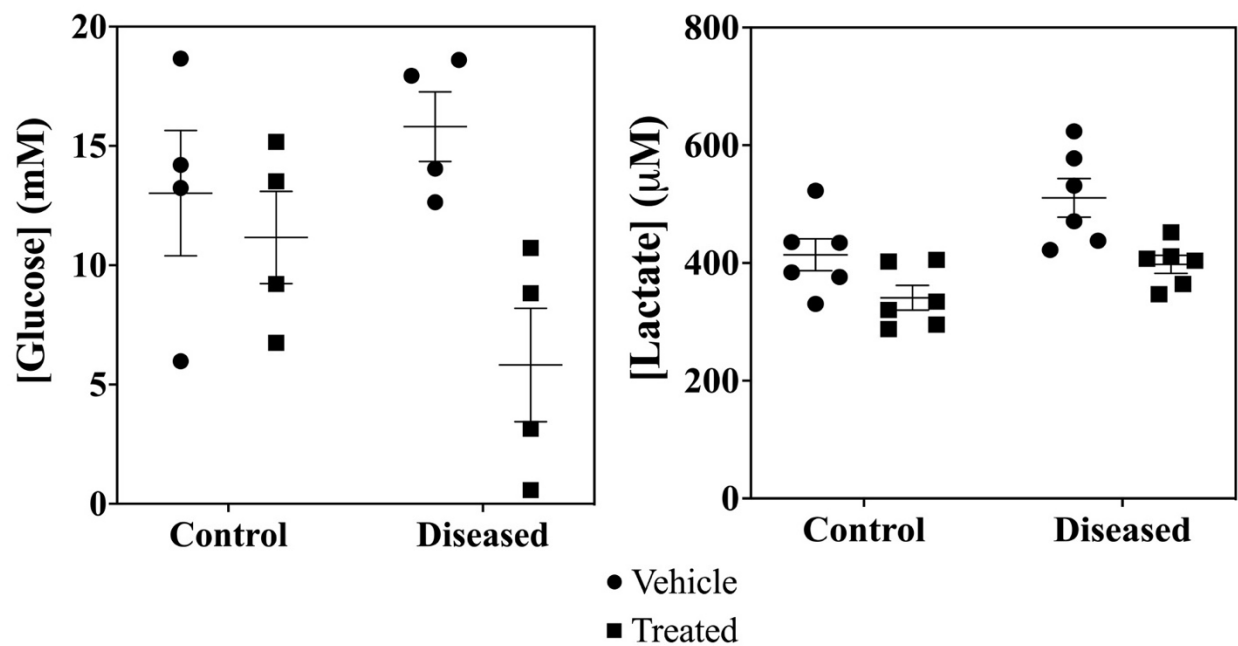 [Glucose] (mM)
20
15
10
5
0
Control Diseased
[Lactate] (μM)
800
600
400
200
0
Control Diseased
Vehicle
Treated